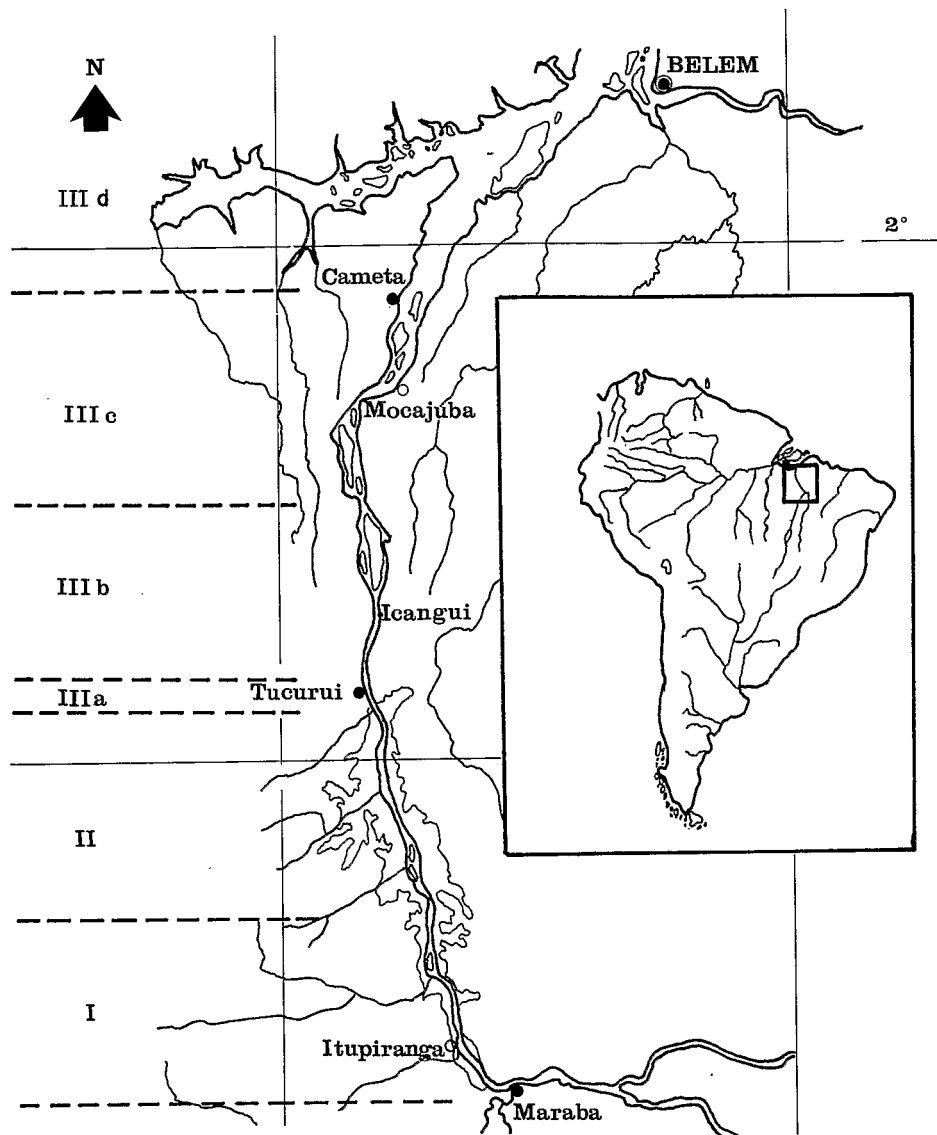 N
BELEM
III d
2°
Cameta
III c
Mocajuba
III b
Icangui
Tucurui
IIIa
II
I
Itupiranga
Maraba